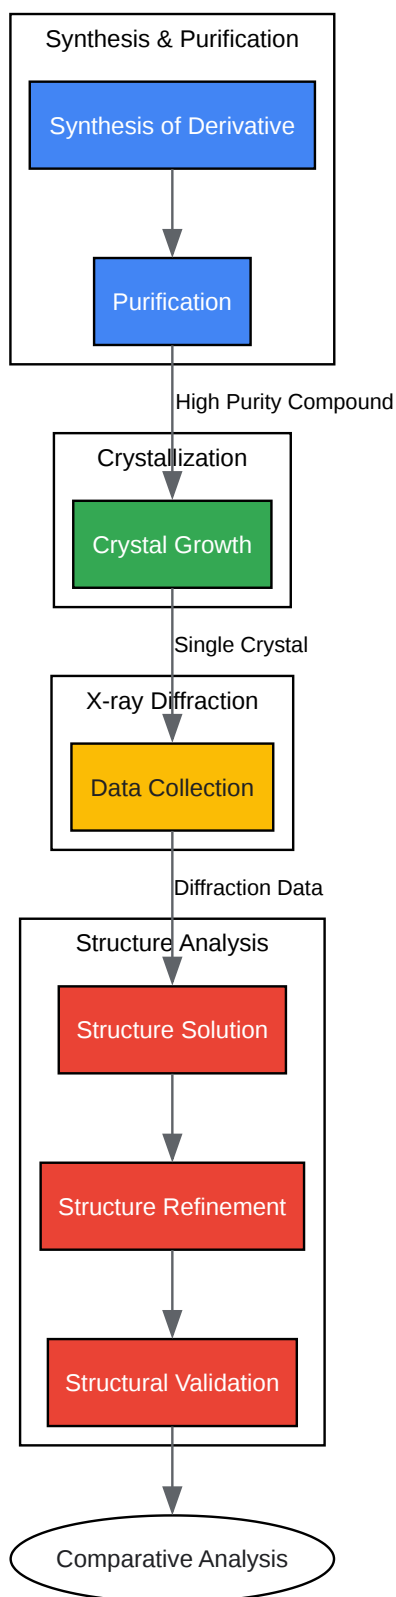 Synthesis & Purification
Synthesis of Derivative
Purification
High Purity Compound
Crystallization
Crystal Growth
Single Crystal
X-ray Diffraction
Data Collection
Diffraction Data
Structure Analysis
Structure Solution
Structure Refinement
Structural Validation
Comparative Analysis